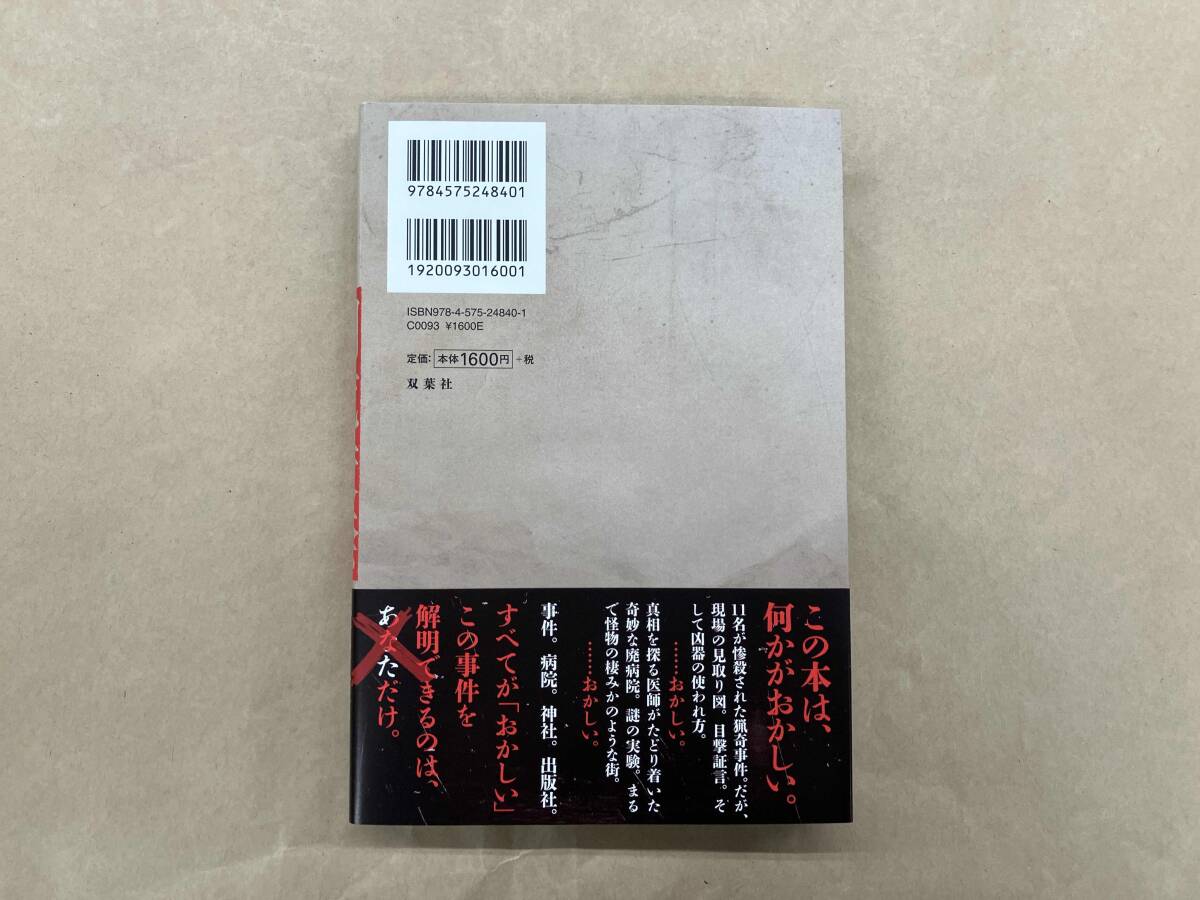 9784575248401
1920093016001
ISBN978-4-575-24840-1
C0093 ¥1600E
定価：本体1600円＋税
双葉社
この本は、
何かがおかしい。
11名が惨殺された猟奇事件。だが、
現場の見取り図。目撃証言。そ
して凶器の使われ方。
……おかしい。
真相を探る医師がたどり着いた
奇妙な廃病院。謎の実験。まる
で怪物の棲みかのような街。
……おかしい。
事件。病院。神社。出版社。
すべてが「おかしい」
この事件を
解明できるのは、
あなただけ。